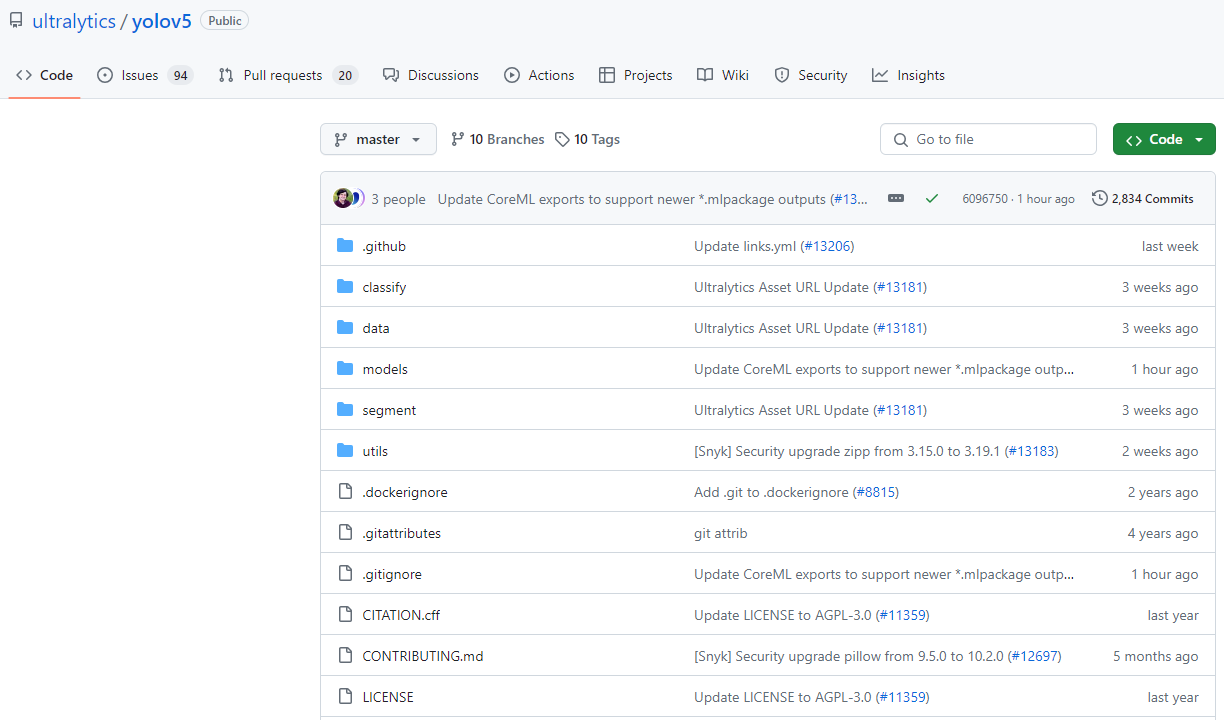 ultralytics / yolov5 Public
Code Issues 94 Pull requests 20 Discussions Actions Projects Wiki Security Insights
master 10 Branches 10 Tags Go to file Code
3 people Update CoreML exports to support newer *.mlpackage outputs (#13... 6096750 · 1 hour ago 2,834 Commits
.github Update links.yml (#13206) last week
classify Ultralytics Asset URL Update (#13181) 3 weeks ago
data Ultralytics Asset URL Update (#13181) 3 weeks ago
models Update CoreML exports to support newer *.mlpackage outp... 1 hour ago
segment Ultralytics Asset URL Update (#13181) 3 weeks ago
utils [Snyk] Security upgrade zipp from 3.15.0 to 3.19.1 (#13183) 2 weeks ago
.dockerignore Add .git to .dockerignore (#8815) 2 years ago
.gitattributes git attrib 4 years ago
.gitignore Update CoreML exports to support newer *.mlpackage outp... 1 hour ago
CITATION.cff Update LICENSE to AGPL-3.0 (#11359) last year
CONTRIBUTING.md [Snyk] Security upgrade pillow from 9.5.0 to 10.2.0 (#12697) 5 months ago
LICENSE Update LICENSE to AGPL-3.0 (#11359) last year